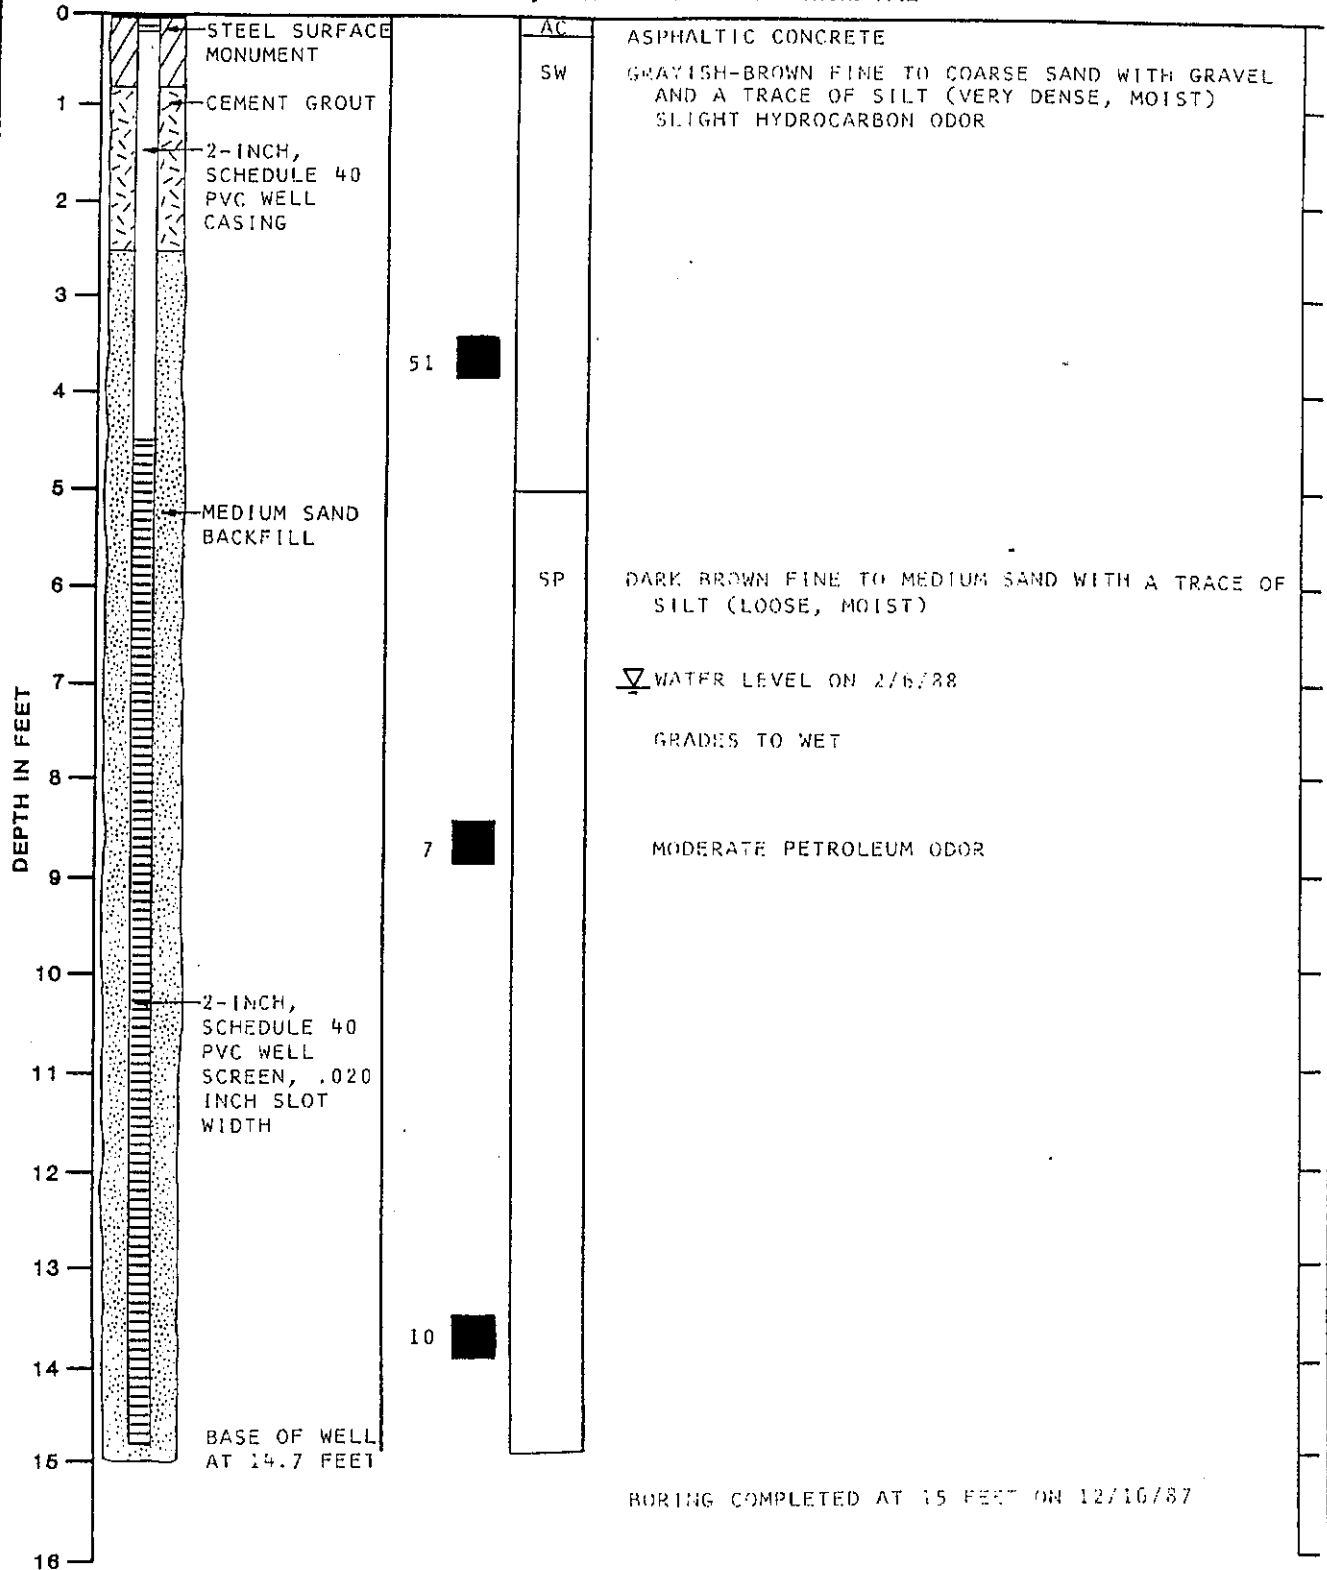 0
STEEL SURFACE
MONUMENT
AC
ASPHALTIC CONCRETE
SW
GRAYISH-BROWN FINE TO COARSE SAND WITH GRAVEL
AND A TRACE OF SILT (VERY DENSE, MOIST)
SLIGHT HYDROCARBON ODOR
1
CEMENT GROUT
2-INCH,
SCHEDULE 40
PVC WELL
CASING
2
3
51
4
5
MEDIUM SAND
BACKFILL
6
SP
DARK BROWN FINE TO MEDIUM SAND WITH A TRACE OF
SILT (LOOSE, MOIST)
7
WATER LEVEL ON 2/6/88
GRADES TO WET
DEPTH IN FEET
8
7
MODERATE PETROLEUM ODOR
9
10
2-INCH,
SCHEDULE 40
PVC WELL
SCREEN, .020
INCH SLOT
WIDTH
11
12
13
10
14
BASE OF WELL
AT 14.7 FEET
15
BORING COMPLETED AT 15 FEET ON 12/16/87
16